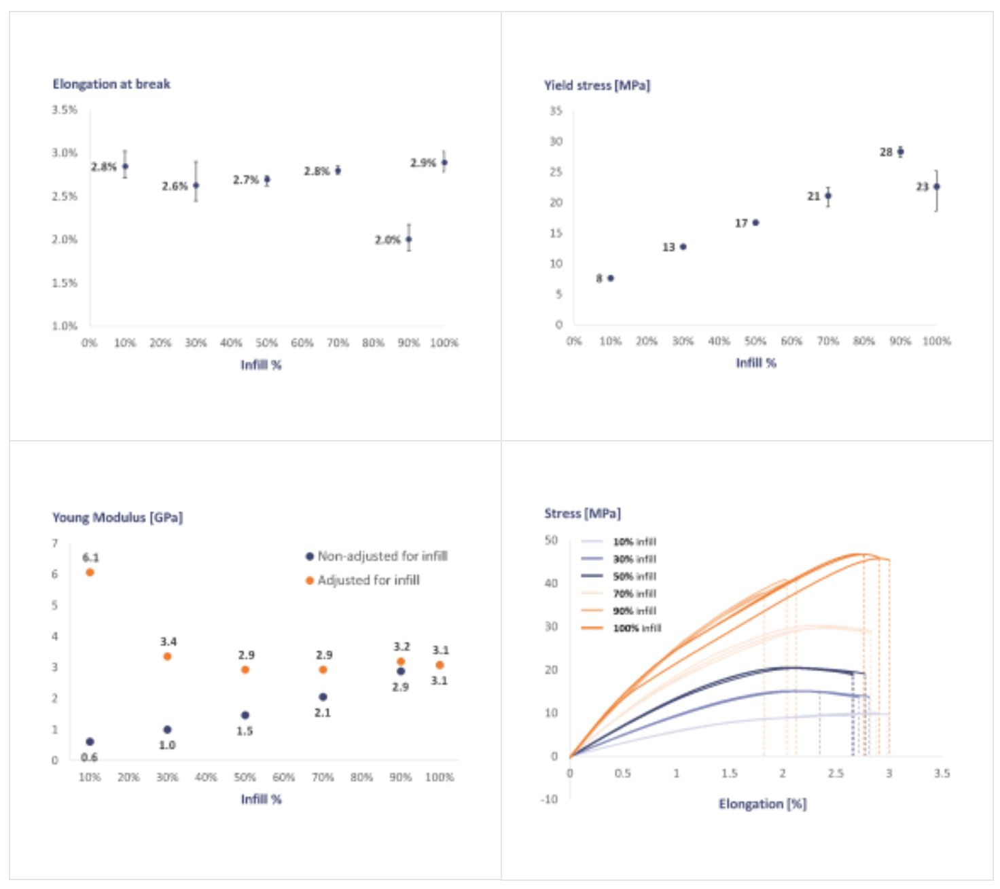 Elongation at break
3.5%
3.0%
2.5%
2.0%
1.5%
1.0%
2.8%
2.6%
2.7%
2.8%
2.0%
2.9%
0% 10% 20% 30% 40% 50% 60% 70% 80% 90% 100%
Infill %
Yield stress [MPa]
35
30
25
20
15
10
5
0
8
13
17
21
28
23
0% 10% 20% 30% 40% 50% 60% 70% 80% 90% 100%
Infill %
Young Modulus [GPa]
7
6
5
4
3
2
1
0
Non-adjusted for infill
Adjusted for infill
6.1
3.4
2.9
2.9
3.2
3.1
0.6
1.0
1.5
2.1
2.9
3.1
10% 20% 30% 40% 50% 60% 70% 80% 90% 100%
Infill %
Stress [MPa]
50
40
30
20
10
0
-10
10% infill
30% infill
50% infill
70% infill
90% infill
100% infill
0 0.5 1 1.5 2 2.5 3 3.5
Elongation [%]